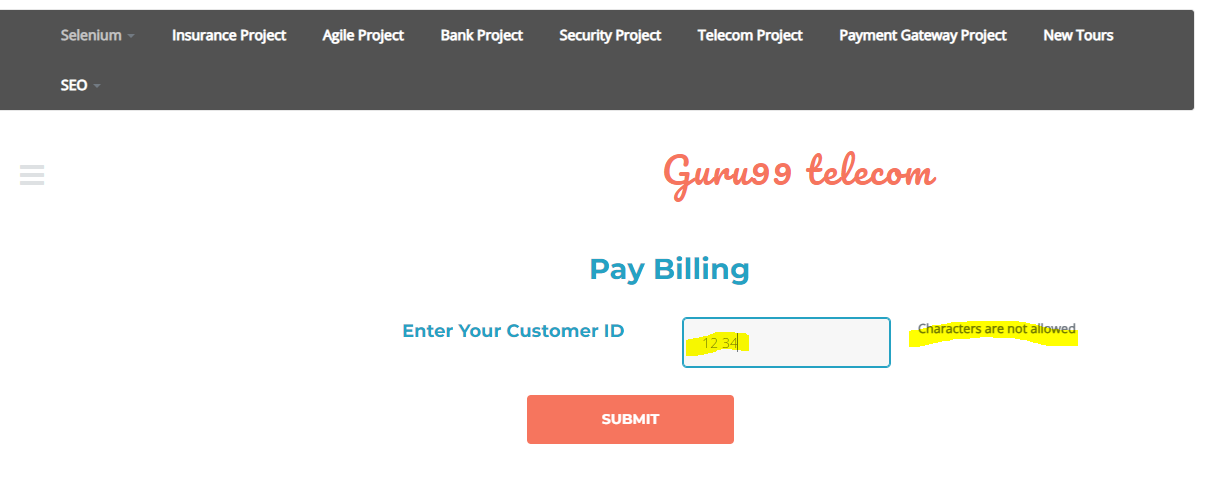 Selenium Insurance Project Agile Project Bank Project Security Project Telecom Project Payment Gateway Project New Tours
SEO
Guru99 telecom
Pay Billing
Enter Your Customer ID 12 34 Characters are not allowed
SUBMIT